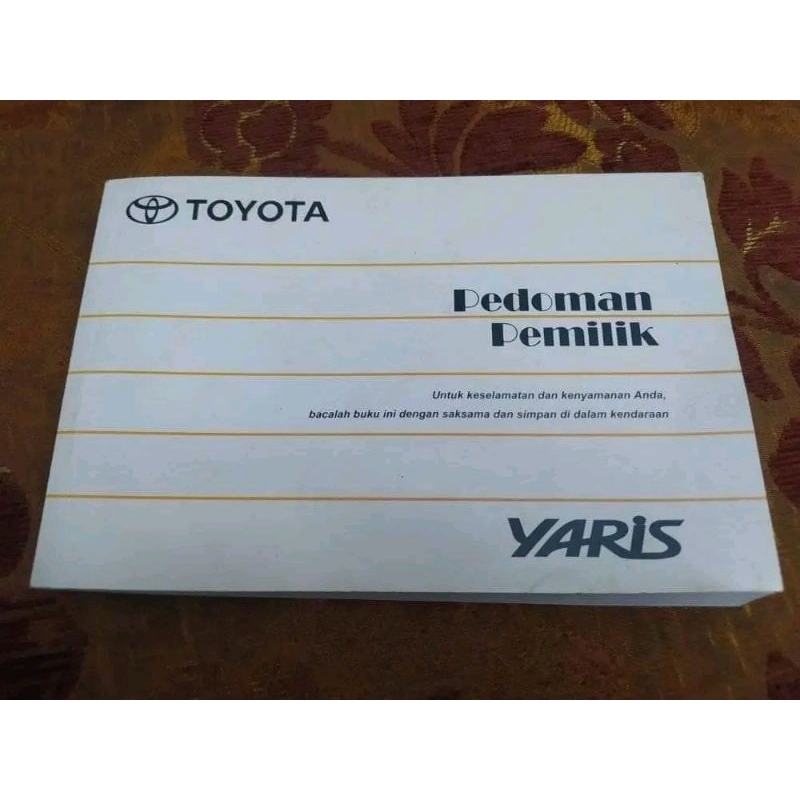 TOYOTA
Pedoman
Pemilik
Untuk keselamatan dan kenyamanan Anda,
bacalah buku ini dengan saksama dan simpan di dalam kendaraan
YARiS